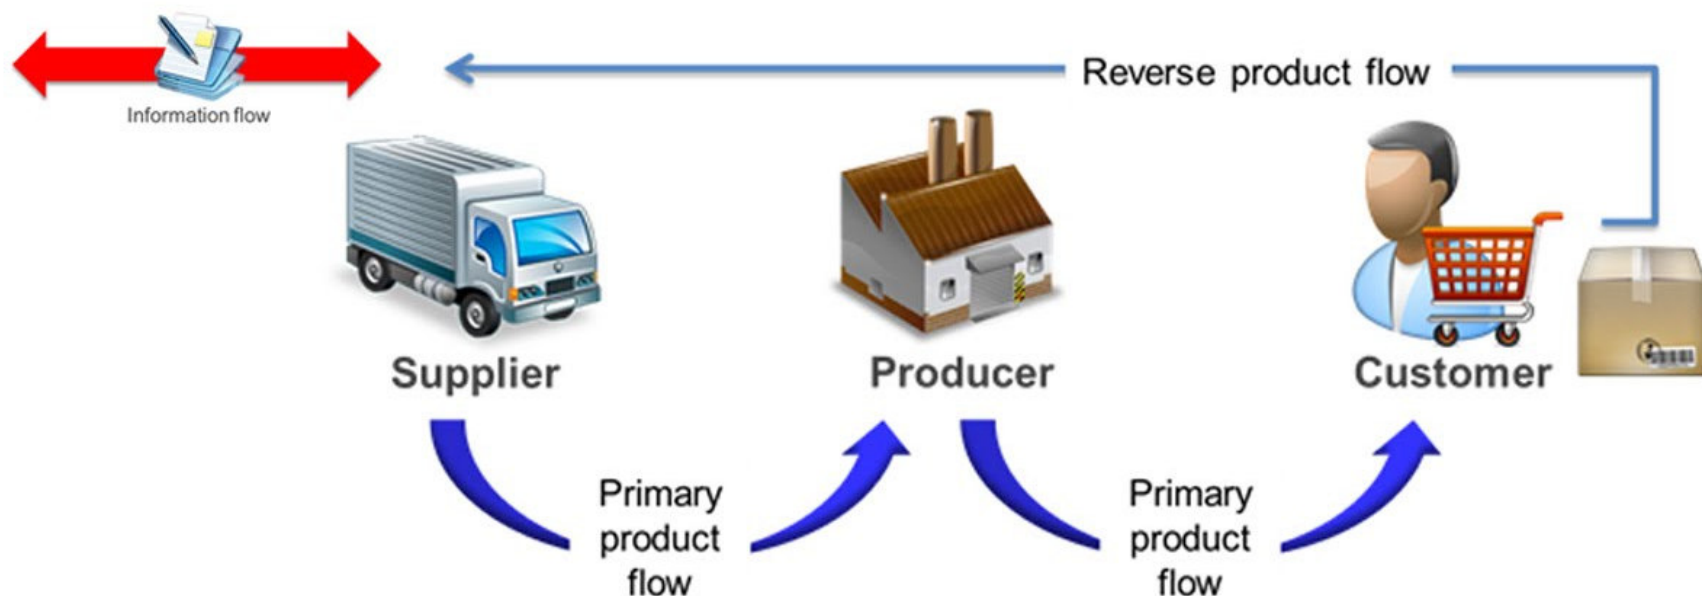 Reverse product flow
Information flow
Supplier
Producer
Customer
Primary
product
flow
Primary
product
flow